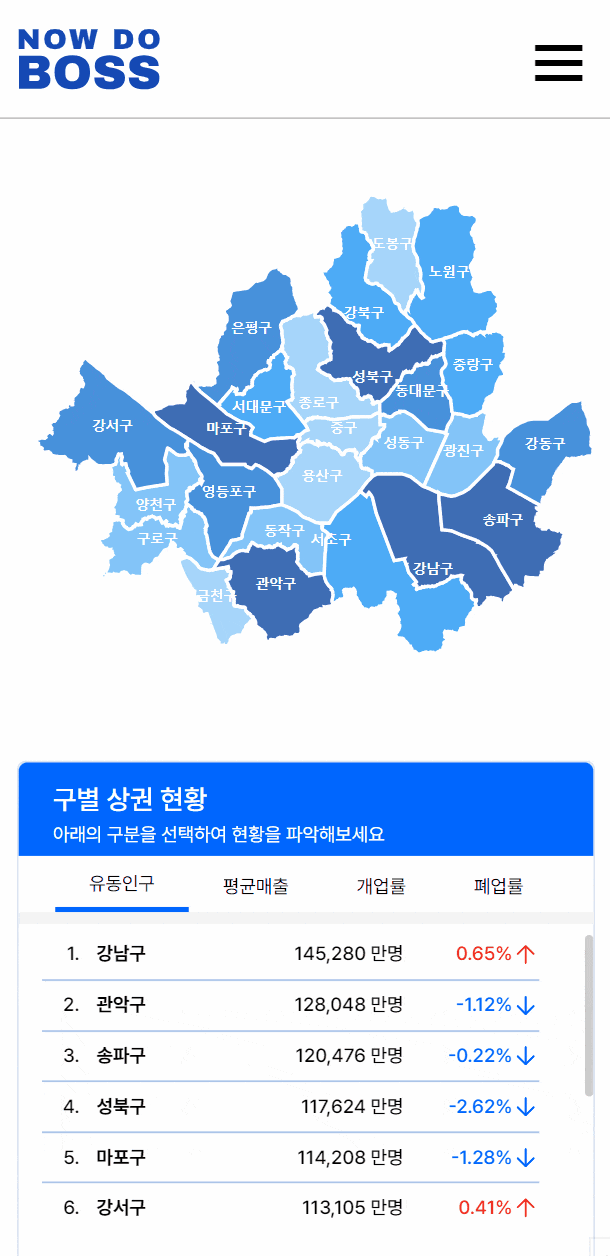 NOW DO
BOSS
도봉구
노원구
강북구
은평구
성북구
중랑구
동대문구
서대문구
종로구
강서구
마포구
중구
성동구
광진구
강동구
용산구
영등포구
양천구
송파구
동작구
서초구
구로구
강남구
관악구
금천구
구별 상권 현황
아래의 구분을 선택하여 현황을 파악해보세요
유동인구 평균매출 개업률 폐업률
1. 강남구 145,280 만명 0.65% ↑
2. 관악구 128,048 만명 -1.12% ↓
3. 송파구 120,476 만명 -0.22% ↓
4. 성북구 117,624 만명 -2.62% ↓
5. 마포구 114,208 만명 -1.28% ↓
6. 강서구 113,105 만명 0.41% ↑